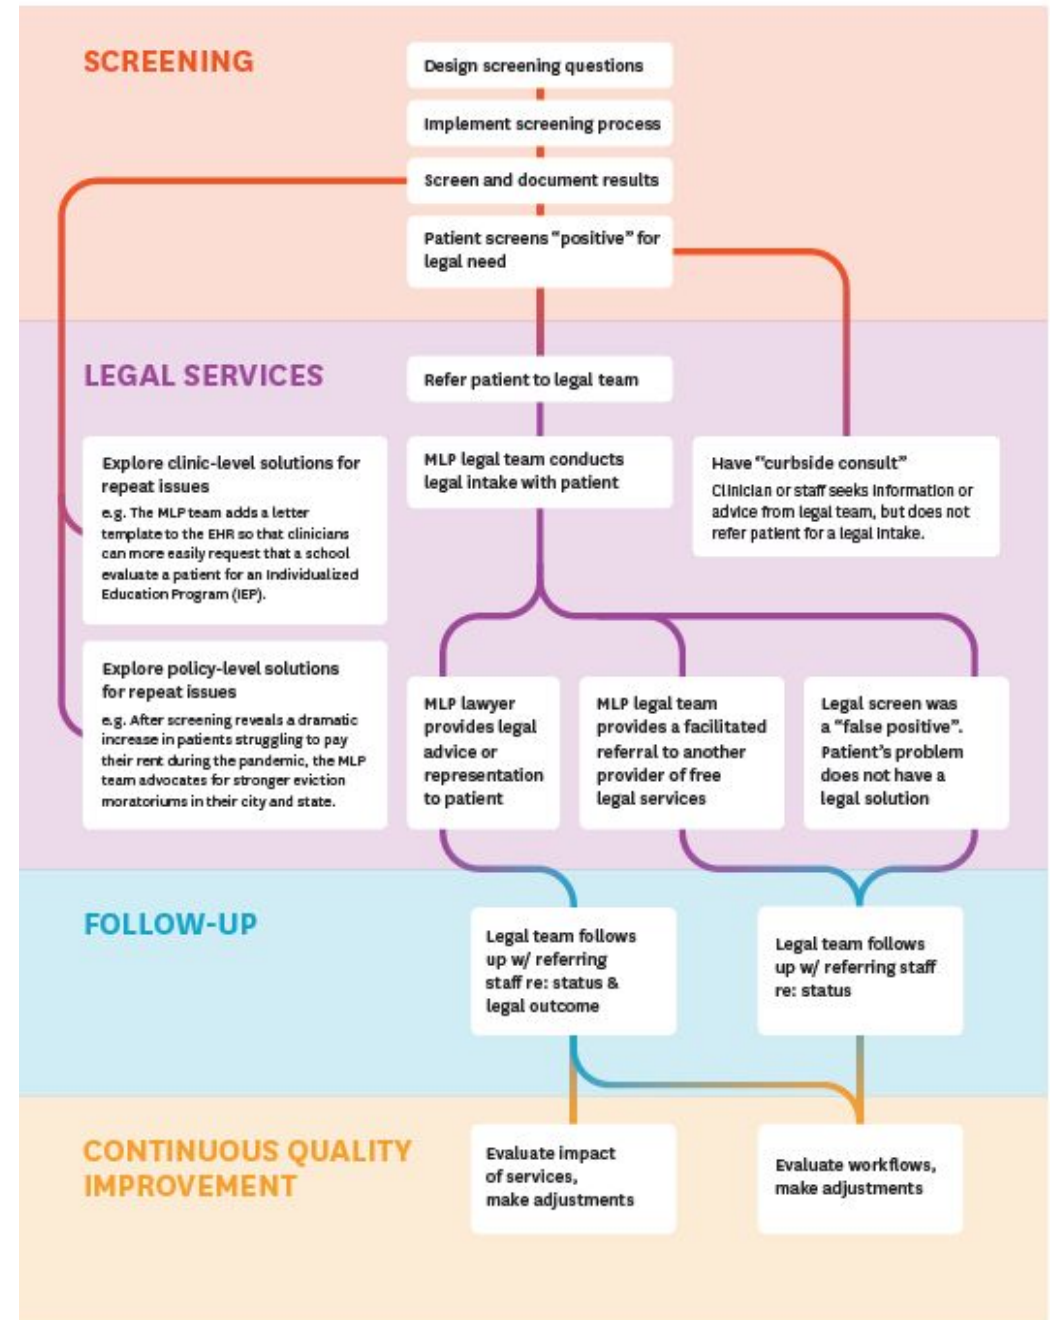 SCREENING
Design screening questions
Implement screening process
Screen and document results
Patient screens “positive” for
legal need
LEGAL SERVICES
Refer patient to legal team
Explore clinic-level solutions for
repeat issues
e.g. The MLP team adds a letter
template to the EHR so that clinicians
can more easily request that a school
evaluate a patient for an Individualized
Education Program (IEP).
MLP legal team conducts
legal intake with patient
Have “curbside consult”
Clinician or staff seeks information or
advice from legal team, but does not
refer patient for a legal intake.
Explore policy-level solutions
for repeat issues
e.g. After screening reveals a dramatic
increase in patients struggling to pay
their rent during the pandemic, the MLP
team advocates for stronger eviction
moratoriums in their city and state.
MLP lawyer
provides legal
advice or
representation
to patient
MLP legal team
provides a facilitated
referral to another
provider of free
legal services
Legal screen was
a “false positive”.
Patient’s problem
does not have a
legal solution
FOLLOW-UP
Legal team follows
up w/ referring
staff re: status &
legal outcome
Legal team follows
up w/ referring staff
re: status
CONTINUOUS QUALITY
IMPROVEMENT
Evaluate impact
of services,
make adjustments
Evaluate workflows,
make adjustments